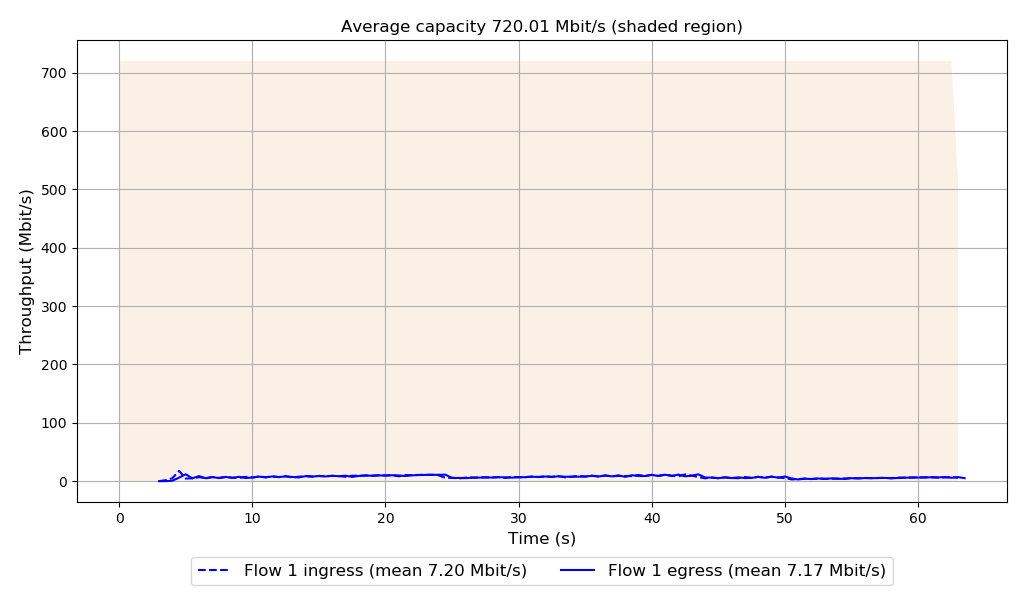 Average capacity 720.01 Mbit/s (shaded region)
Throughput (Mbit/s)
700
600
500
400
300
200
100
0
0 10 20 30 40 50 60
Time (s)
Flow 1 ingress (mean 7.20 Mbit/s) Flow 1 egress (mean 7.17 Mbit/s)